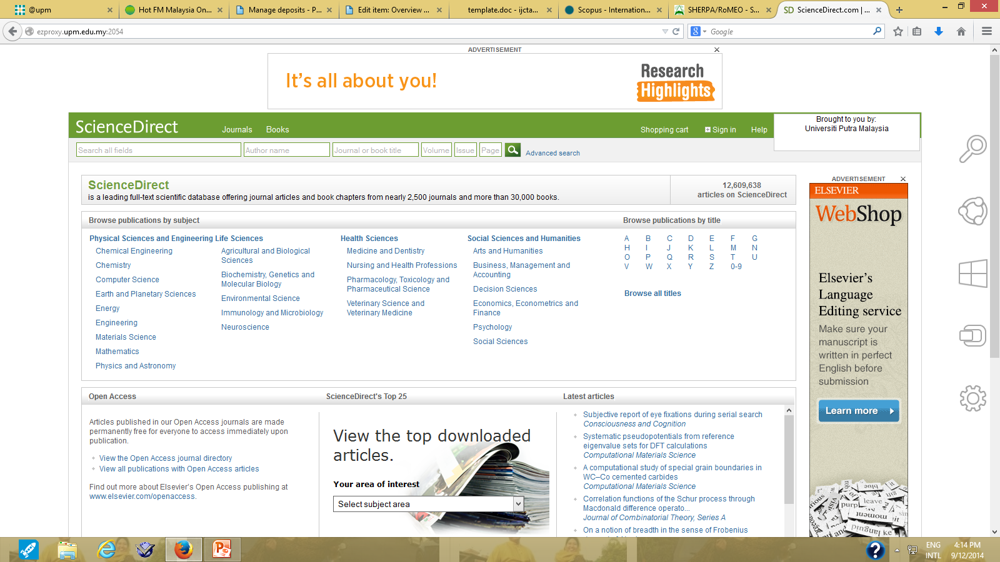 @upm
Hot FM Malaysia On...
Manage deposits - P...
Edit item: Overview ...
template.doc - ijcta...
Scopus - Internation...
SHERPA/RoMEO - S...
SD ScienceDirect.com | ...
ezproxy.upm.edu.my:2054
8 Google
ADVERTISEMENT
It's all about you!
Research
Highlights
ScienceDirect
Journals
Books
Shopping cart
Sign in
Help
Brought to you by:
Universiti Putra Malaysia
Search all fields
Author name
Journal or book title
Volume
Issue
Page
Advanced search
ScienceDirect
is a leading full-text scientific database offering journal articles and book chapters from nearly 2,500 journals and more than 30,000 books.
12,609,638
articles on ScienceDirect
Browse publications by subject
Physical Sciences and Engineering
Chemical Engineering
Chemistry
Computer Science
Earth and Planetary Sciences
Energy
Engineering
Materials Science
Mathematics
Physics and Astronomy
Life Sciences
Agricultural and Biological
Sciences
Biochemistry, Genetics and
Molecular Biology
Environmental Science
Immunology and Microbiology
Neuroscience
Health Sciences
Medicine and Dentistry
Nursing and Health Professions
Pharmacology, Toxicology and
Pharmaceutical Science
Veterinary Science and
Veterinary Medicine
Social Sciences and Humanities
Arts and Humanities
Business, Management and
Accounting
Decision Sciences
Economics, Econometrics and
Finance
Psychology
Social Sciences
Browse publications by title
A B C D E F G
H I J K L M N
O P Q R S T U
V W X Y Z 0-9
Browse all titles
ADVERTISEMENT
ELSEVIER
WebShop
Elsevier's
Language
Editing service
Make sure your
manuscript is
written in perfect
English before
submission
Learn more
Open Access
Articles published in our Open Access journals are made
permanently free for everyone to access immediately upon
publication.
View the Open Access journal directory
View all publications with Open Access articles
Find out more about Elsevier's Open Access publishing at
www.elsevier.com/openaccess.
ScienceDirect's Top 25
View the top downloaded
articles.
Your area of interest
Select subject area
Latest articles
Subjective report of eye fixations during serial search
Consciousness and Cognition
Systematic pseudopotentials from reference
eigenvalue sets for DFT calculations
Computational Materials Science
A computational study of special grain boundaries in
WC–Co cemented carbides
Computational Materials Science
Correlation functions of the Schur process through
Macdonald difference operato...
Journal of Combinatorial Theory, Series A
On a notion of breadth in the sense of Frobenius
ENG
INTL
4:14 PM
9/12/2014